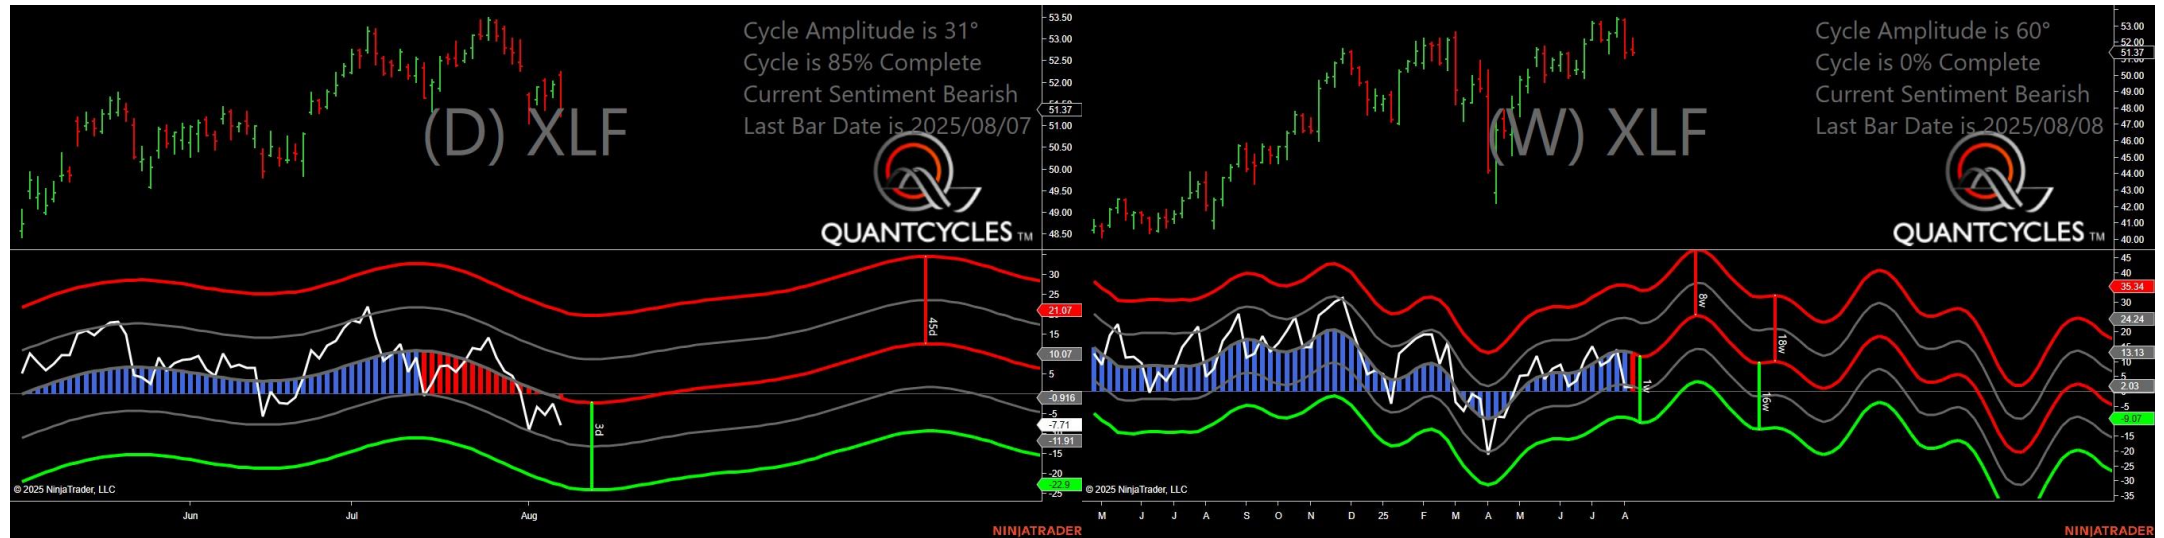 Cycle Amplitude is 31°
Cycle is 85% Complete
Current Sentiment Bearish
Last Bar Date is 2025/08/07
(D) XLF
QUANTCYCLES TM
53.50
53.00
52.50
52.00
51.37
51.00
50.50
50.00
49.50
49.00
48.50
30
25
21.07
15
10.07
5
-0.916
-5
-7.71
-11.91
-15
-20
-22.9
-25
45d
3d
© 2025 NinjaTrader, LLC
Jun
Jul
Aug
NINJATRADER
Cycle Amplitude is 60°
Cycle is 0% Complete
Current Sentiment Bearish
Last Bar Date is 2025/08/08
(W) XLF
QUANTCYCLES TM
53.00
52.00
51.37
50.00
49.00
48.00
47.00
46.00
45.00
44.00
43.00
42.00
41.00
40.00
45
40
35.34
30
24.24
20
13.13
10
5
2.03
-5
-9.07
-15
-20
-25
-30
-35
8w
18w
1w
16w
© 2025 NinjaTrader, LLC
M J J A S O N D 25 F M A M J J A
NINJATRADER